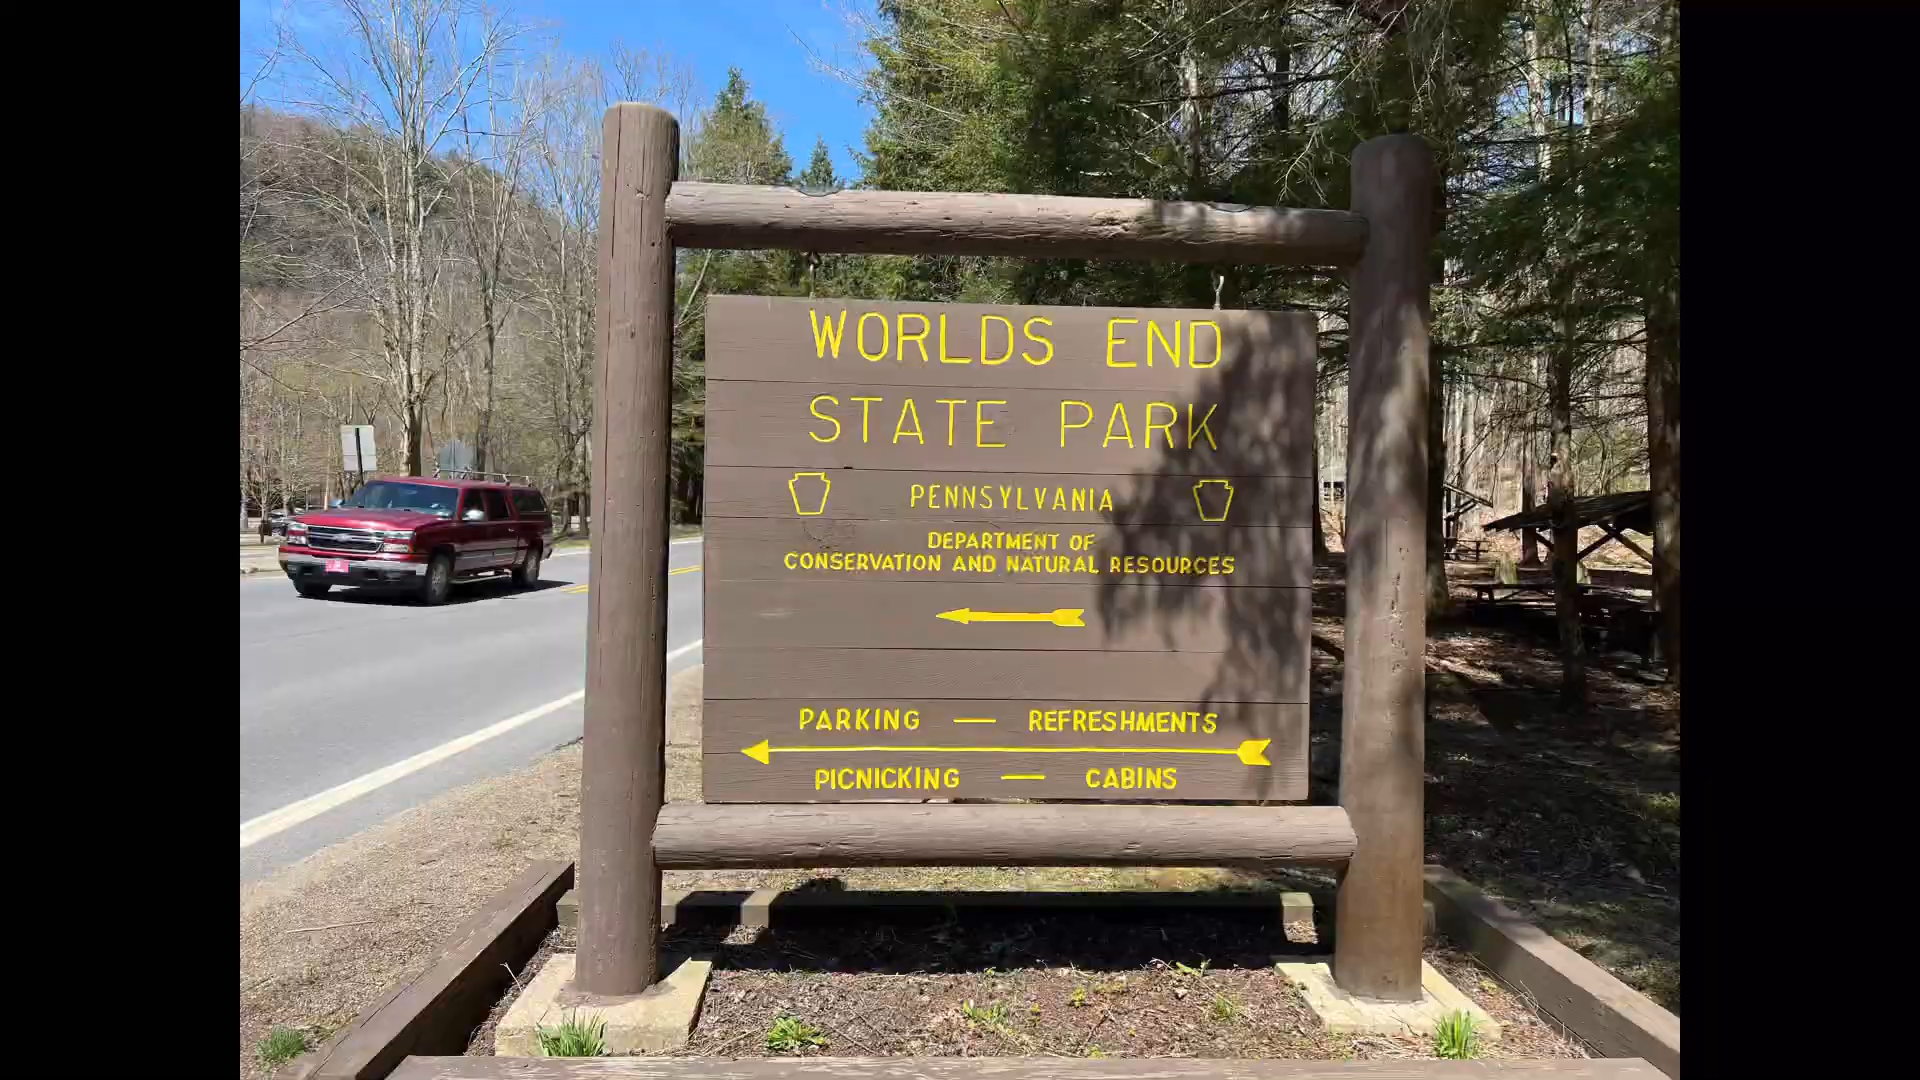 WORLDS END
STATE PARK
PENNSYLVANIA
DEPARTMENT OF
CONSERVATION AND NATURAL RESOURCES
PARKING — REFRESHMENTS
PICNICKING — CABINS